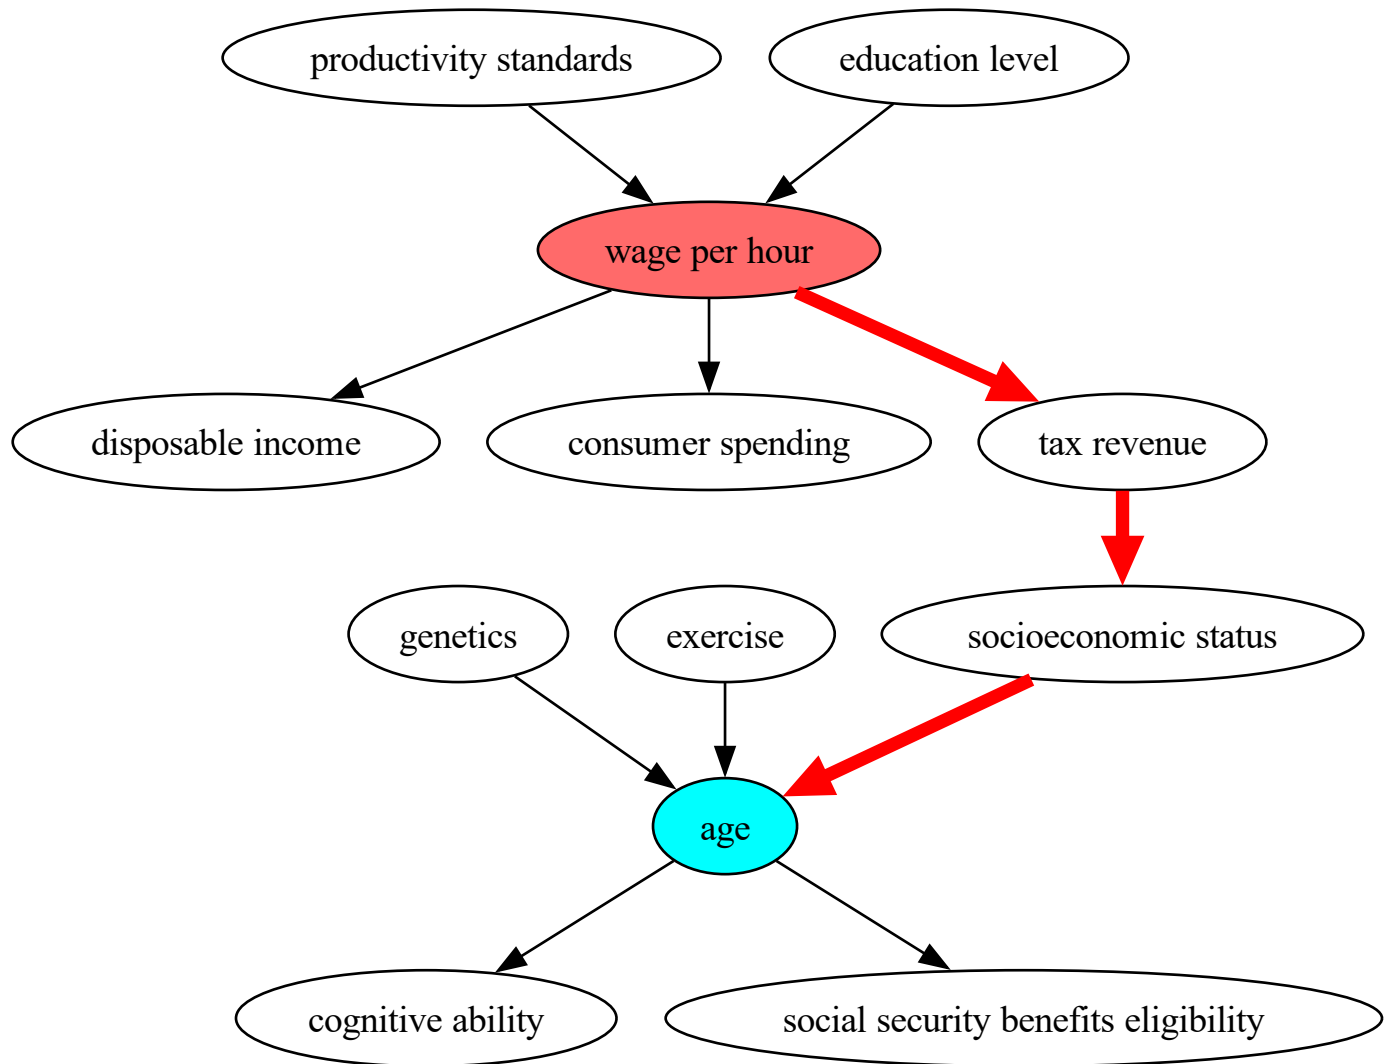 productivity standards
education level
wage per hour
disposable income
consumer spending
tax revenue
genetics
exercise
socioeconomic status
age
cognitive ability
social security benefits eligibility